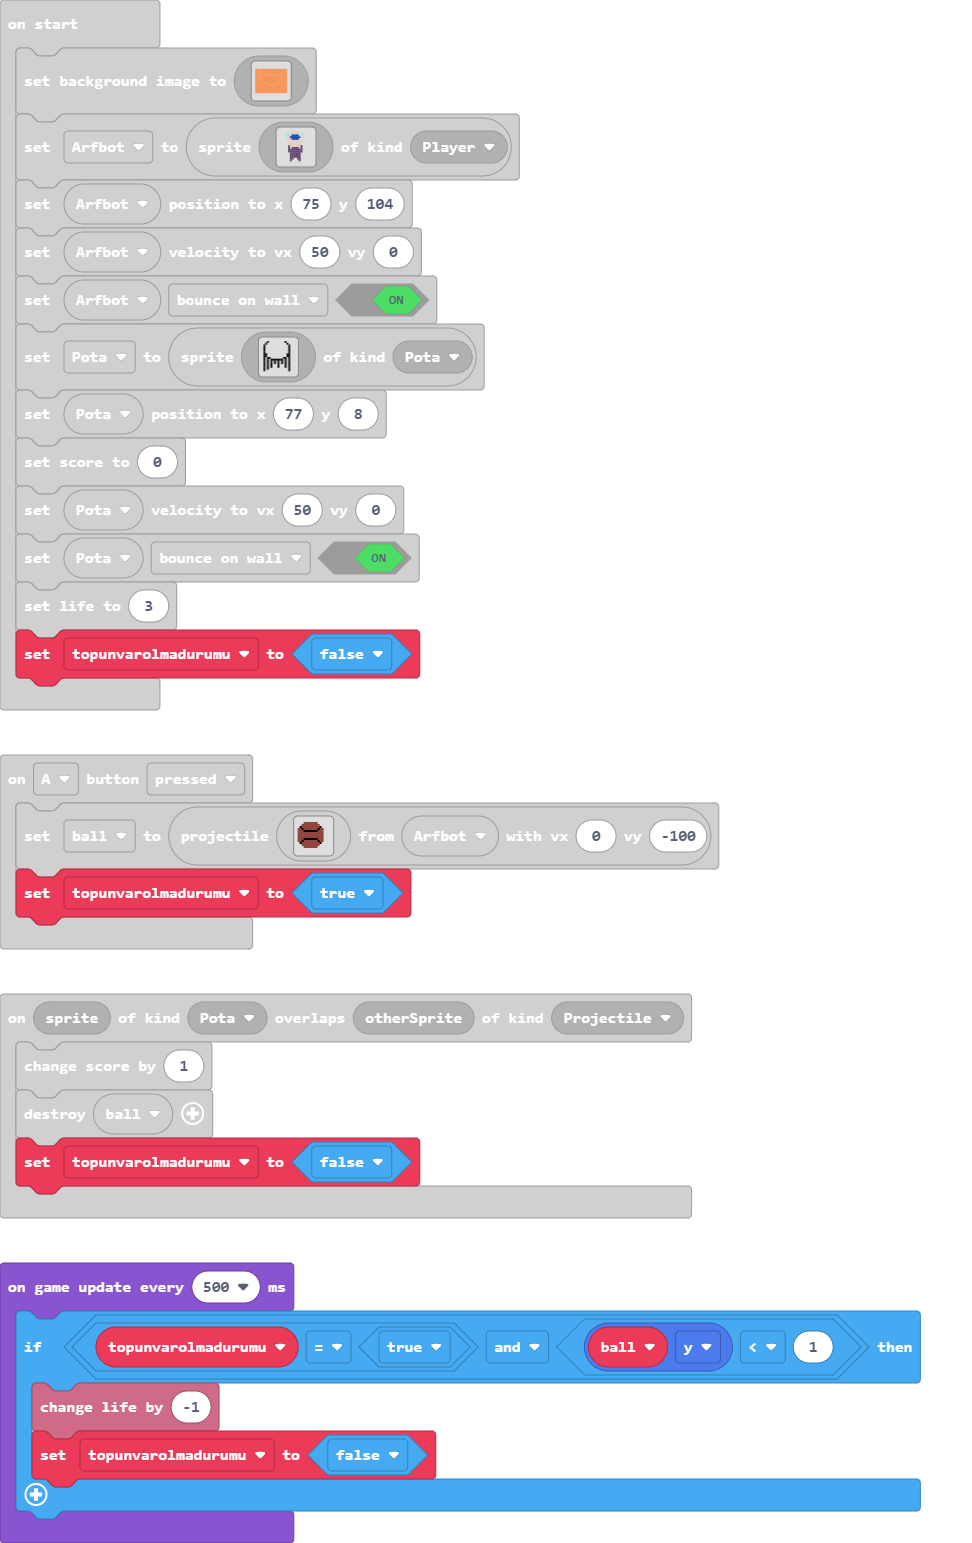 on start
set background image to
set Arfbot to sprite of kind Player
set Arfbot position to x 75 y 104
set Arfbot velocity to vx 50 vy 0
set Arfbot bounce on wall ON
set Pota to sprite of kind Pota
set Pota position to x 77 y 8
set score to 0
set Pota velocity to vx 50 vy 0
set Pota bounce on wall ON
set life to 3
set topunvarolmadurumu to false
on A button pressed
set ball to projectile from Arfbot with vx 0 vy -100
set topunvarolmadurumu to true
on sprite of kind Pota overlaps otherSprite of kind Projectile
change score by 1
destroy ball
set topunvarolmadurumu to false
on game update every 500 ms
if topunvarolmadurumu = true and ball y < 1 then
change life by -1
set topunvarolmadurumu to false